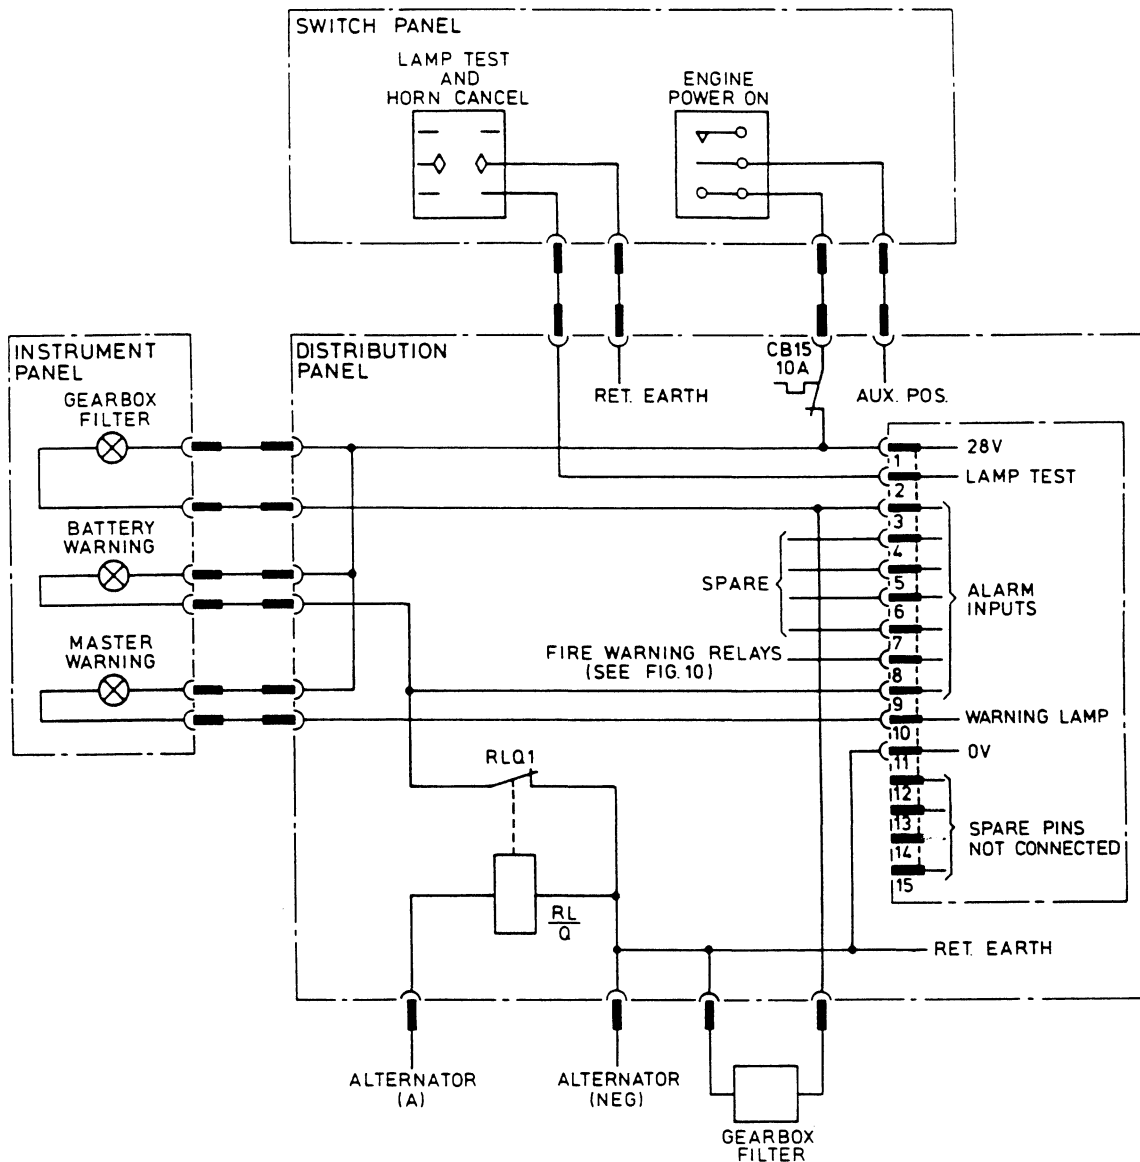 SWITCH PANEL
LAMP TEST
AND
HORN CANCEL
ENGINE
POWER ON
INSTRUMENT
PANEL
GEARBOX
FILTER
BATTERY
WARNING
MASTER
WARNING
DISTRIBUTION
PANEL
RET. EARTH
CB15
10A
AUX. POS.
1
28V
2
LAMP TEST
3
4
5
6
7
8
9
SPARE
ALARM
INPUTS
FIRE WARNING RELAYS
(SEE FIG.10)
10
WARNING LAMP
11
0V
12
13
14
15
SPARE PINS
NOT CONNECTED
RLQ1
RL
Q
RET. EARTH
ALTERNATOR
(A)
ALTERNATOR
(NEG)
GEARBOX
FILTER